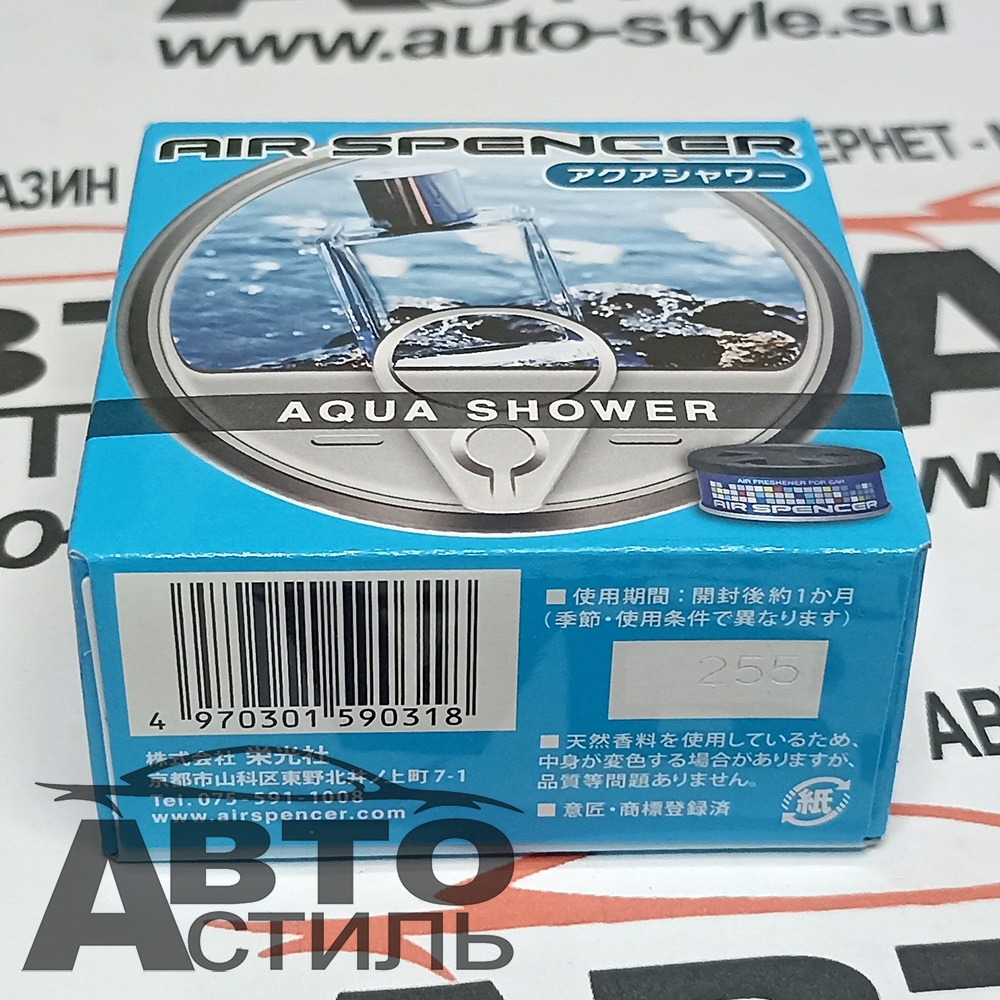 www.auto-style.su
АЗИН
ЕРНЕТ-
AIR SPENCER
アクアシャワー
AQUA SHOWER
AIR FRESHENER FOR CAR
AIR SPENCER
4 970301 590318
■使用期間：開封後約1か月
（季節・使用条件で異なります）
255
■天然香料を使用しているため、
中身が変色する場合がありますが、
品質等問題ありません。
■意匠・商標登録済
紙
株式会社 栄光社
京都市山科区東野北井ノ上町7-1
Tel. 075-591-1008
www.airspencer.com
АВТО
СТИЛЬ